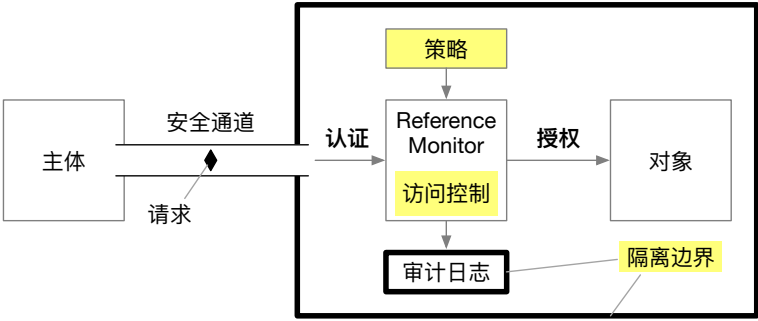 策略
安全通道
主体
请求
认证
Reference
Monitor
访问控制
授权
对象
审计日志
隔离边界